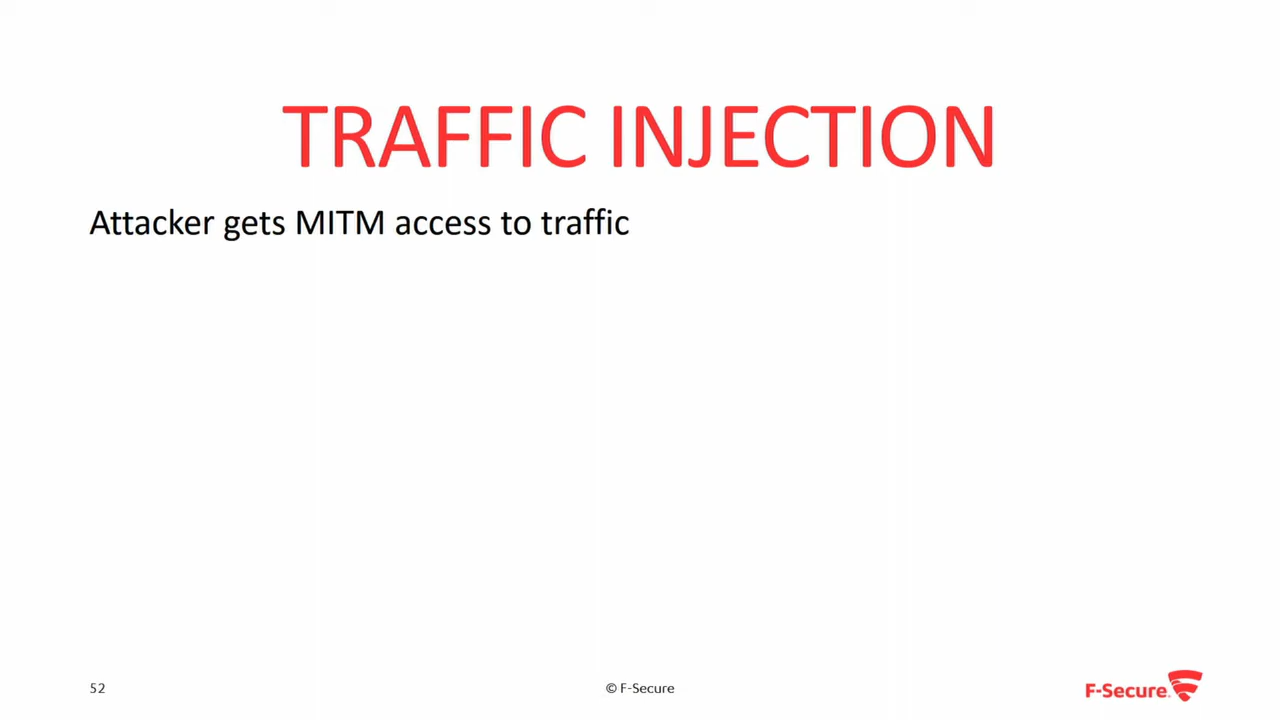 TRAFFIC INJECTION
Attacker gets MITM access to traffic
52
© F-Secure
F-Secure.